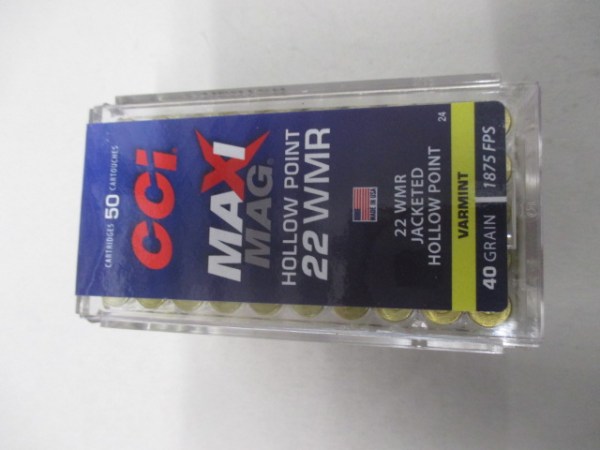 CARTRIDGES 50 CARTOUCHES
CCI
MAXI
MAG
HOLLOW POINT
22 WMR
22 WMR
JACKETED
HOLLOW POINT
24
VARMINT
40 GRAIN 1875 FPS